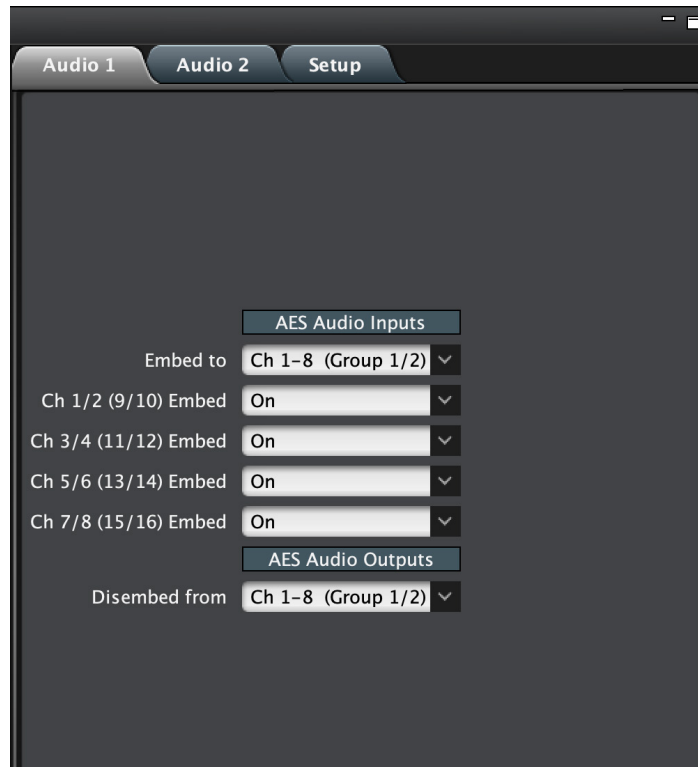 Audio 1 Audio 2 Setup
AES Audio Inputs
Embed to Ch 1-8 (Group 1/2)
Ch 1/2 (9/10) Embed On
Ch 3/4 (11/12) Embed On
Ch 5/6 (13/14) Embed On
Ch 7/8 (15/16) Embed On
AES Audio Outputs
Disembed from Ch 1-8 (Group 1/2)